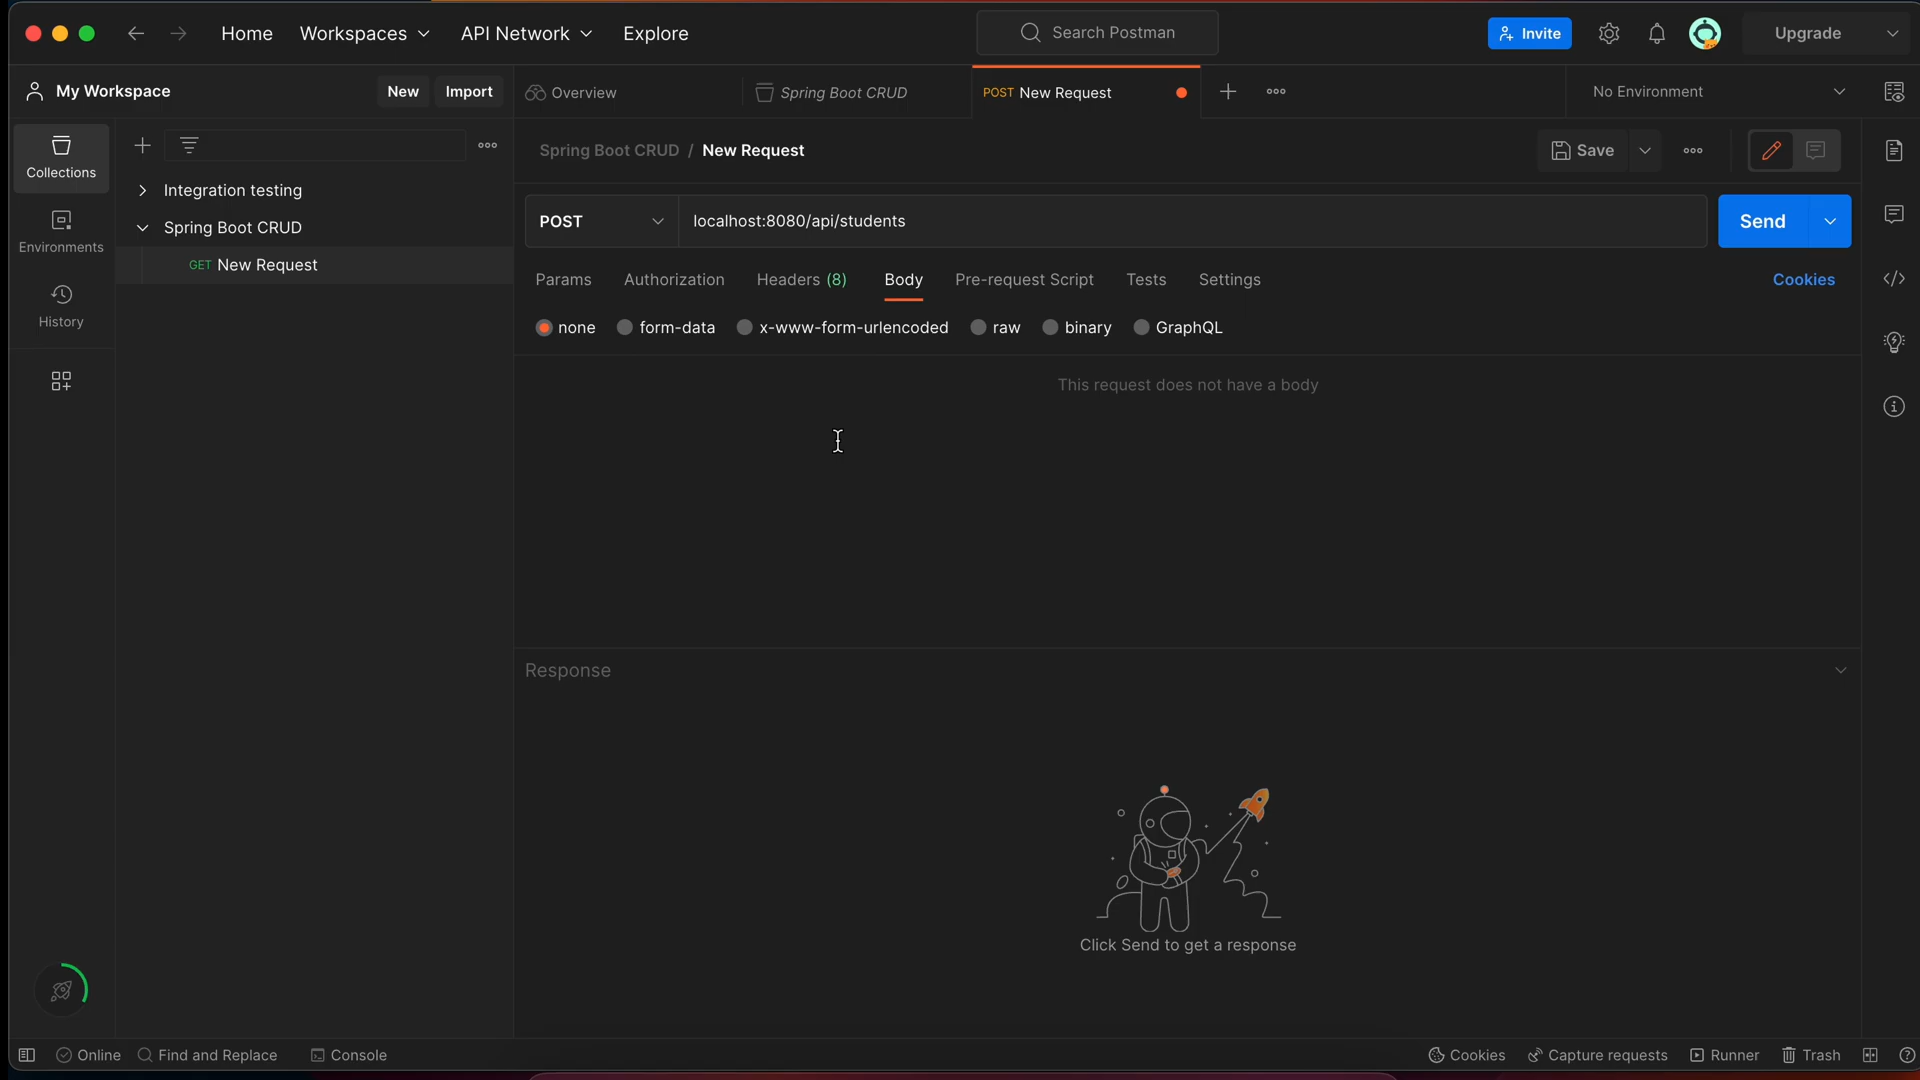 Home
Workspaces
API Network
Explore
Search Postman
Invite
Upgrade
My Workspace
New
Import
Overview
Spring Boot CRUD
POST New Request
No Environment
Collections
Environments
History
Integration testing
Spring Boot CRUD
GET New Request
Spring Boot CRUD / New Request
Save
POST
localhost:8080/api/students
Send
Params
Authorization
Headers (8)
Body
Pre-request Script
Tests
Settings
Cookies
none
form-data
x-www-form-urlencoded
raw
binary
GraphQL
This request does not have a body
Response
Click Send to get a response
Online
Find and Replace
Console
Cookies
Capture requests
Runner
Trash